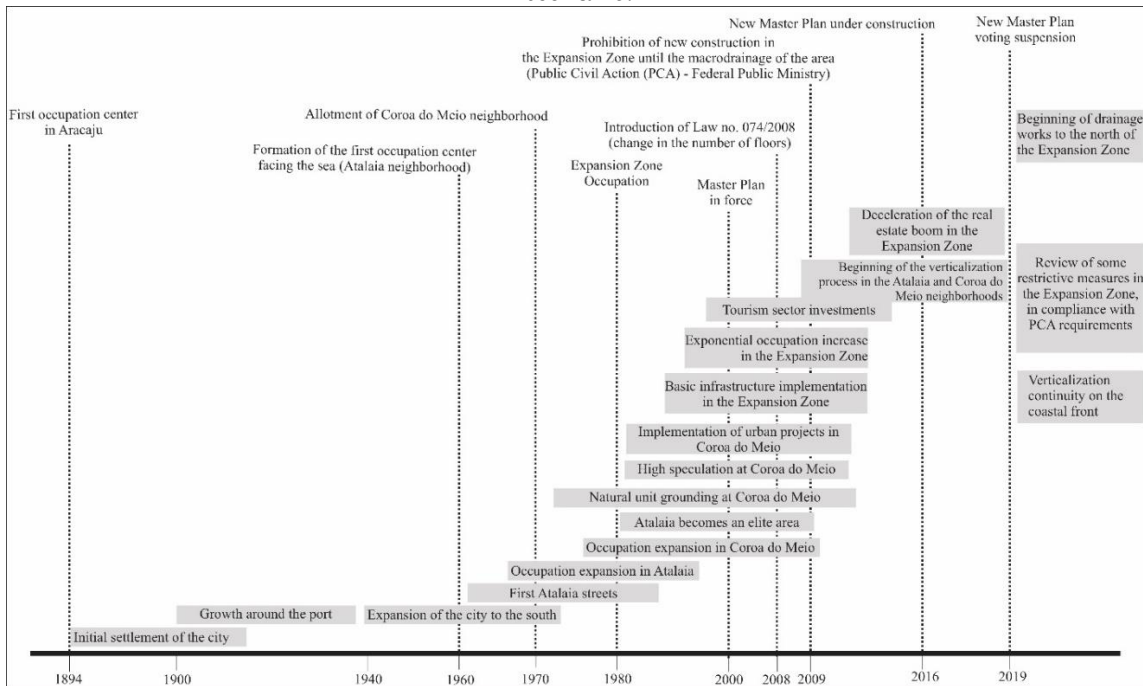 New Master Plan under construction
New Master Plan
voting suspension
Prohibition of new construction in
the Expansion Zone until the macrodrainage of the area
(Public Civil Action (PCA) - Federal Public Ministry)
First occupation center
in Aracaju
Allotment of Coroa do Meio neighborhood
Beginning of drainage
works to the north of
the Expansion Zone
Introduction of Law no. 074/2008
(change in the number of floors)
Formation of the first occupation center
facing the sea (Atalaia neighborhood)
Expansion Zone
Occupation
Master Plan
in force
Deceleration of the real
estate boom in the
Expansion Zone
Beginning of the verticalization
process in the Atalaia and Coroa do
Meio neighborhoods
Review of some
restrictive measures in
the Expansion Zone,
in compliance with
PCA requirements
Tourism sector investments
Exponential occupation increase
in the Expansion Zone
Basic infrastructure implementation
in the Expansion Zone
Verticalization
continuity on the
coastal front
Implementation of urban projects in
Coroa do Meio
High speculation at Coroa do Meio
Natural unit grounding at Coroa do Meio
Atalaia becomes an elite area
Occupation expansion in Coroa do Meio
Occupation expansion in Atalaia
First Atalaia streets
Growth around the port
Expansion of the city to the south
Initial settlement of the city
1894 1900 1940 1960 1970 1980 2000 2008 2009 2016 2019